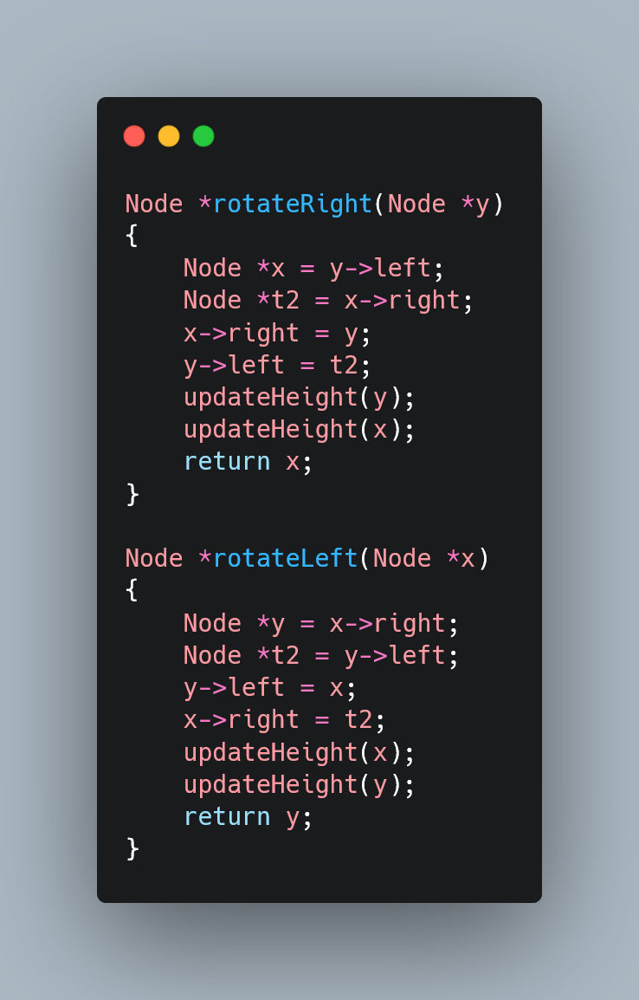 Node *rotateRight(Node *y)
{
    Node *x = y->left;
    Node *t2 = x->right;
    x->right = y;
    y->left = t2;
    updateHeight(y);
    updateHeight(x);
    return x;
}

Node *rotateLeft(Node *x)
{
    Node *y = x->right;
    Node *t2 = y->left;
    y->left = x;
    x->right = t2;
    updateHeight(x);
    updateHeight(y);
    return y;
}